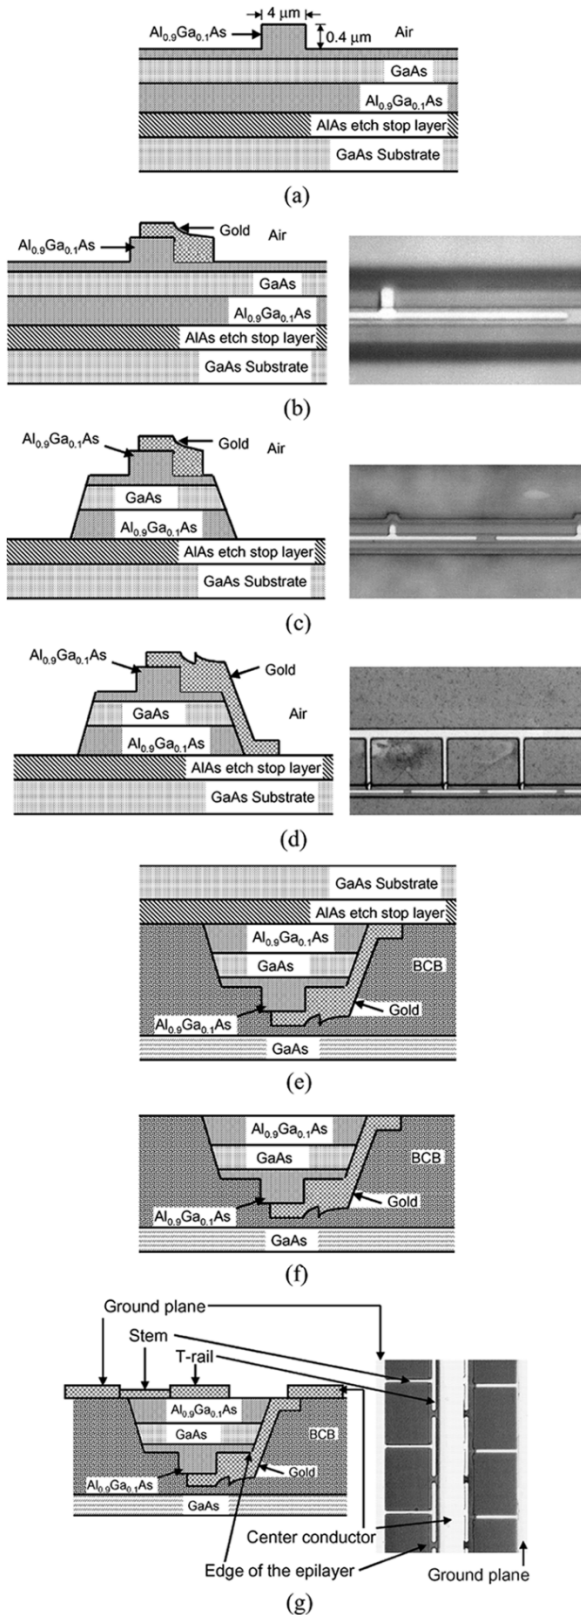 4 μm
Al0.9Ga0.1As
0.4 μm
Air
GaAs
Al0.9Ga0.1As
AlAs etch stop layer
GaAs Substrate
(a)
Al0.9Ga0.1As
Gold
Air
GaAs
Al0.9Ga0.1As
AlAs etch stop layer
GaAs Substrate
(b)
Al0.9Ga0.1As
Gold
Air
GaAs
Al0.9Ga0.1As
AlAs etch stop layer
GaAs Substrate
(c)
Al0.9Ga0.1As
Gold
GaAs
Air
Al0.9Ga0.1As
AlAs etch stop layer
GaAs Substrate
(d)
GaAs Substrate
AlAs etch stop layer
Al0.9Ga0.1As
GaAs
BCB
Gold
Al0.9Ga0.1As
GaAs
(e)
Al0.9Ga0.1As
GaAs
BCB
Gold
Al0.9Ga0.1As
GaAs
(f)
Ground plane
Stem
T-rail
Al0.9Ga0.1As
GaAs
BCB
Gold
Al0.9Ga0.1As
GaAs
Center conductor
Edge of the epilayer
Ground plane
(g)